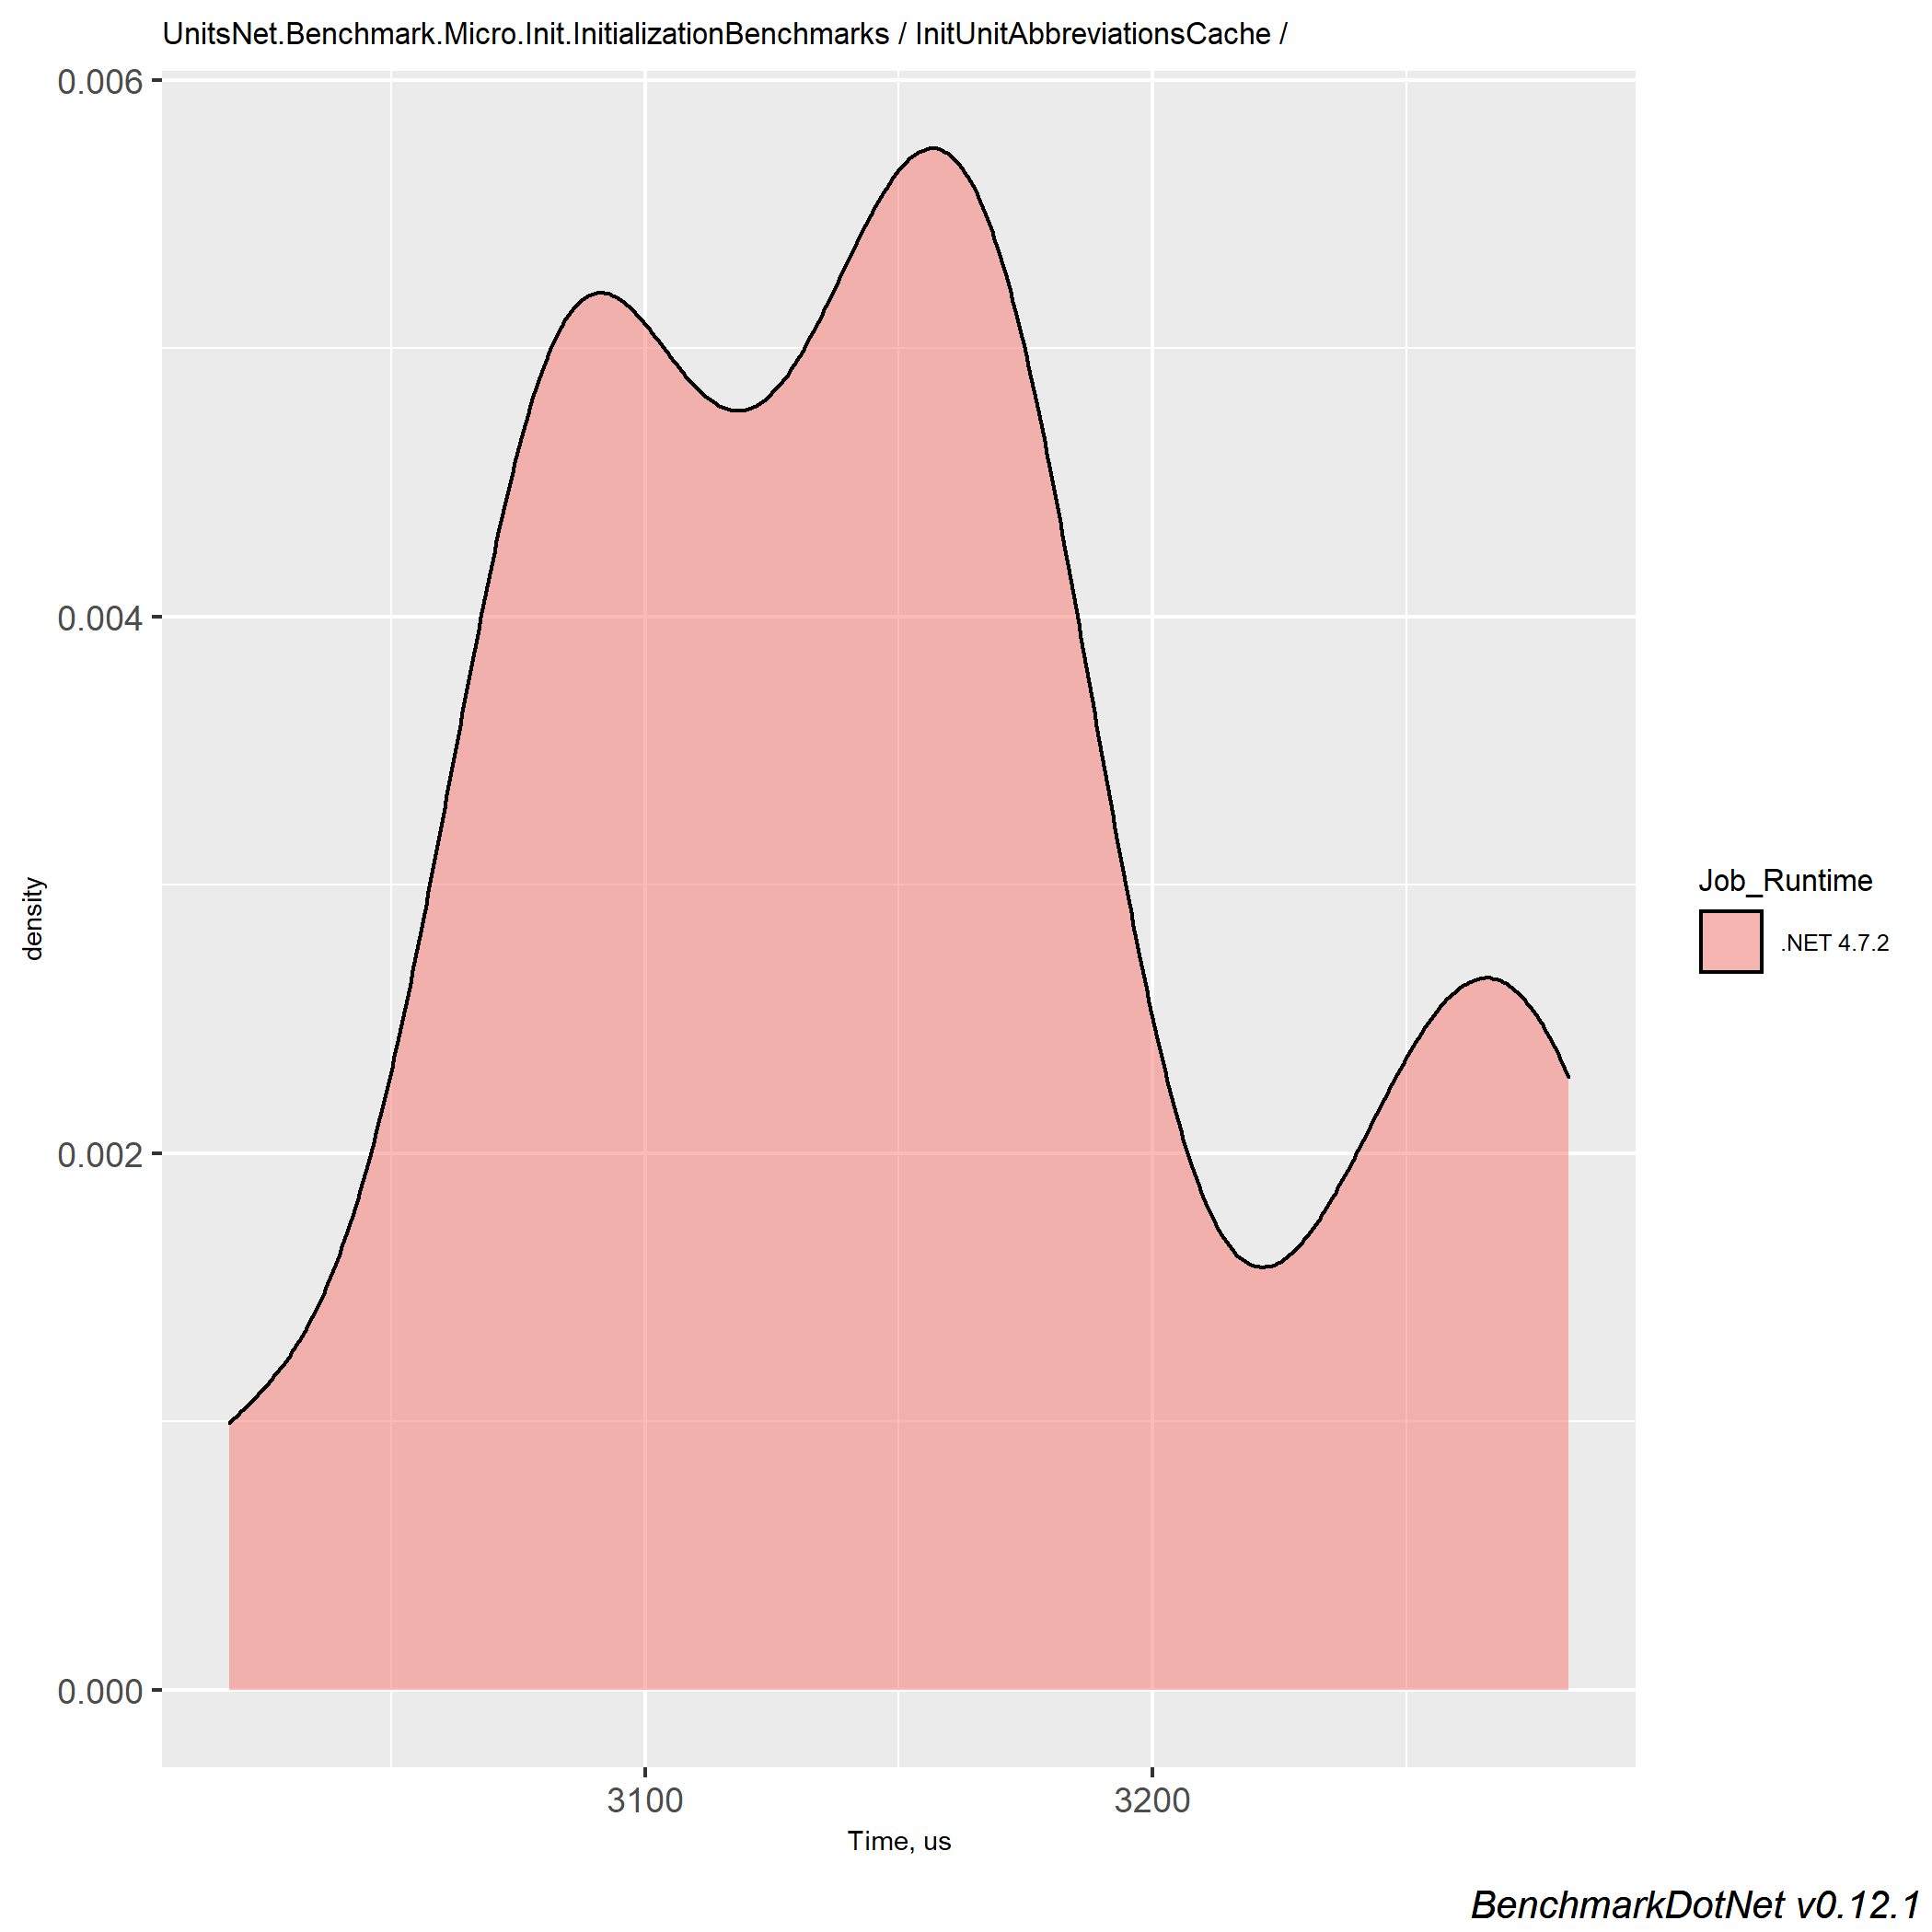 UnitsNet.Benchmark.Micro.Init.InitializationBenchmarks / InitUnitAbbreviationsCache /
0.006
0.004
0.002
0.000
density
3100
3200
Time, us
Job_Runtime
.NET 4.7.2
BenchmarkDotNet v0.12.1